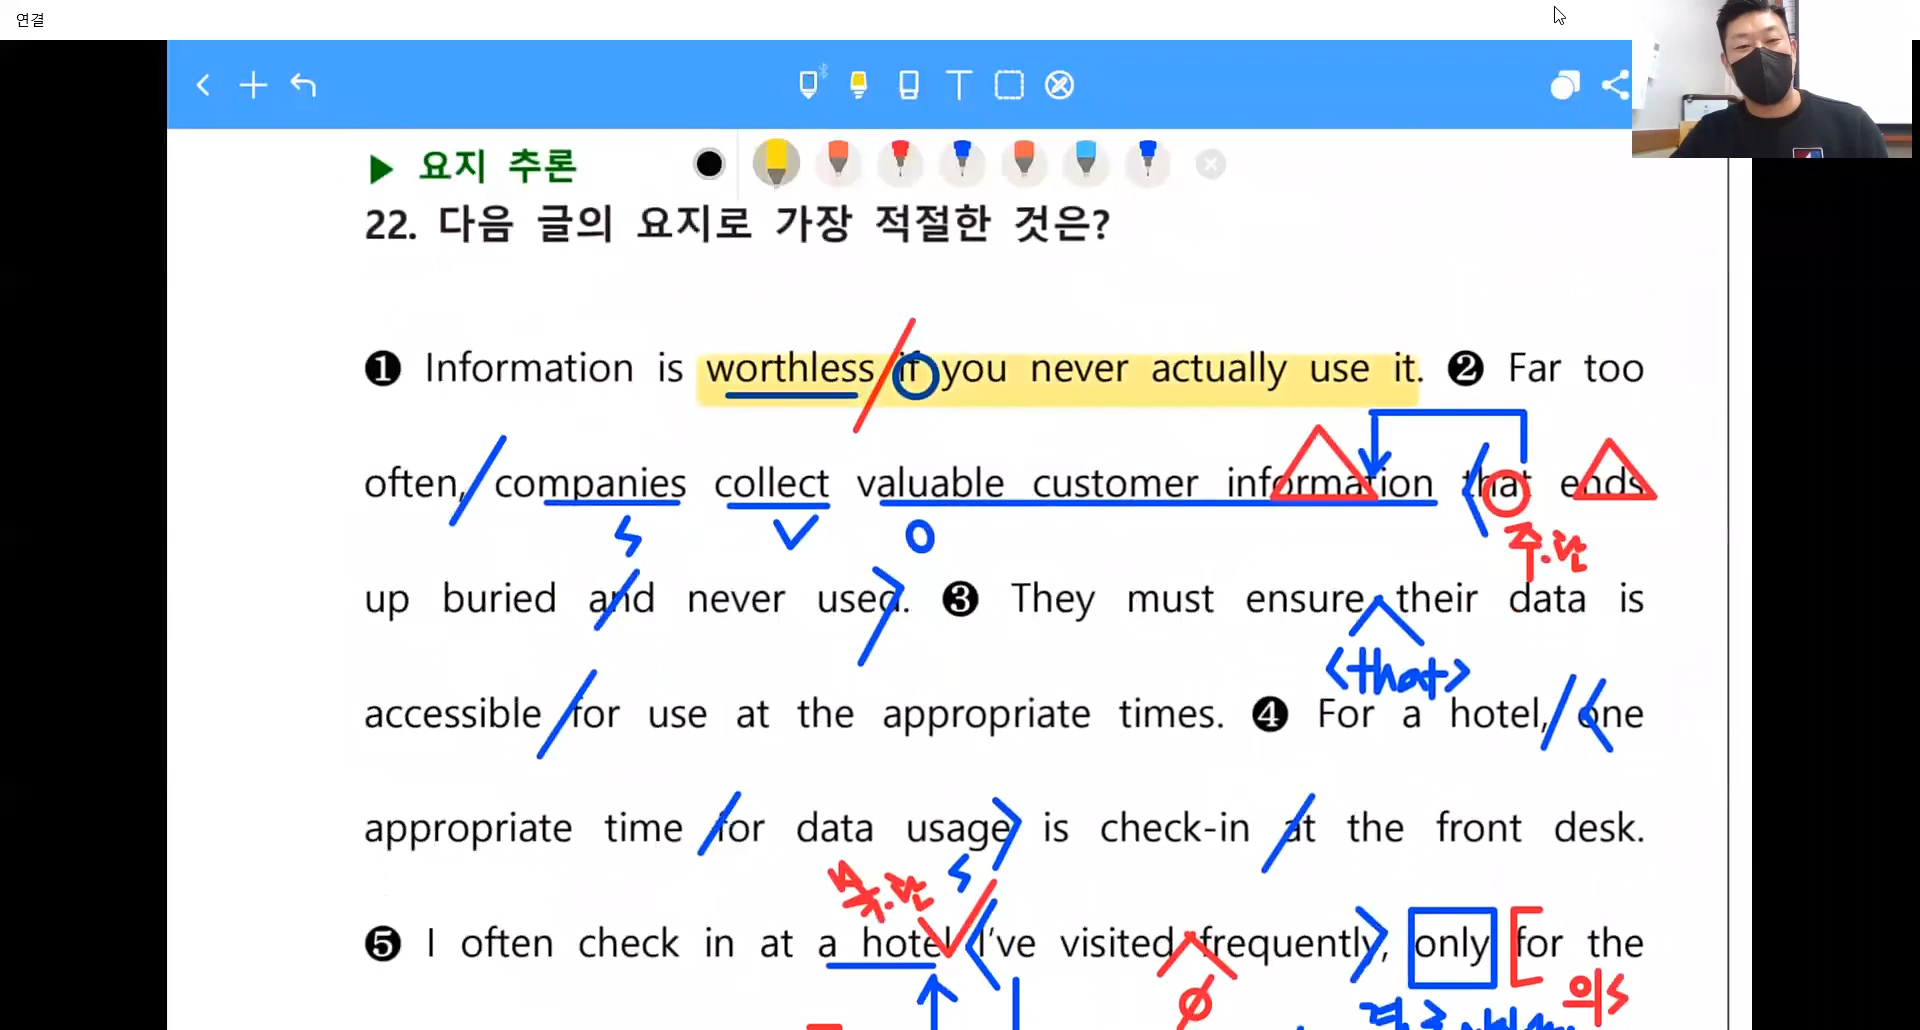 연결
▶ 요지 추론
22. 다음 글의 요지로 가장 적절한 것은?
❶ Information is worthless if you never actually use it. ❷ Far too
often, companies collect valuable customer information that ends
S V O 주.관
up buried and never used. ❸ They must ensure their data is
<that>
accessible for use at the appropriate times. ❹ For a hotel, one
appropriate time for data usage is check-in at the front desk.
목.관 S
❺ I often check in at a hotel I've visited frequently, only for the
의S